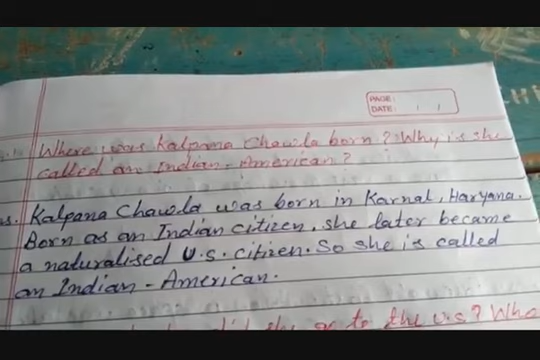 PAGE:
DATE: / /
Where was Kalpana Chawla born? Why is she
called an Indian-American?
Kalpana Chawla was born in Karnal, Haryana.
Born as an Indian citizen, she later became
a naturalised U.S. citizen. So she is called
an Indian-American.
she go to the U.S?